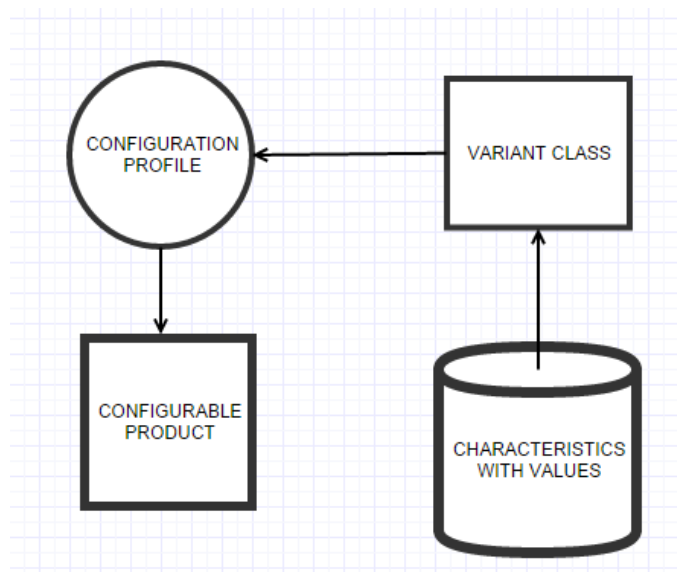 CONFIGURATION
PROFILE
VARIANT CLASS
CONFIGURABLE
PRODUCT
CHARACTERISTICS
WITH VALUES